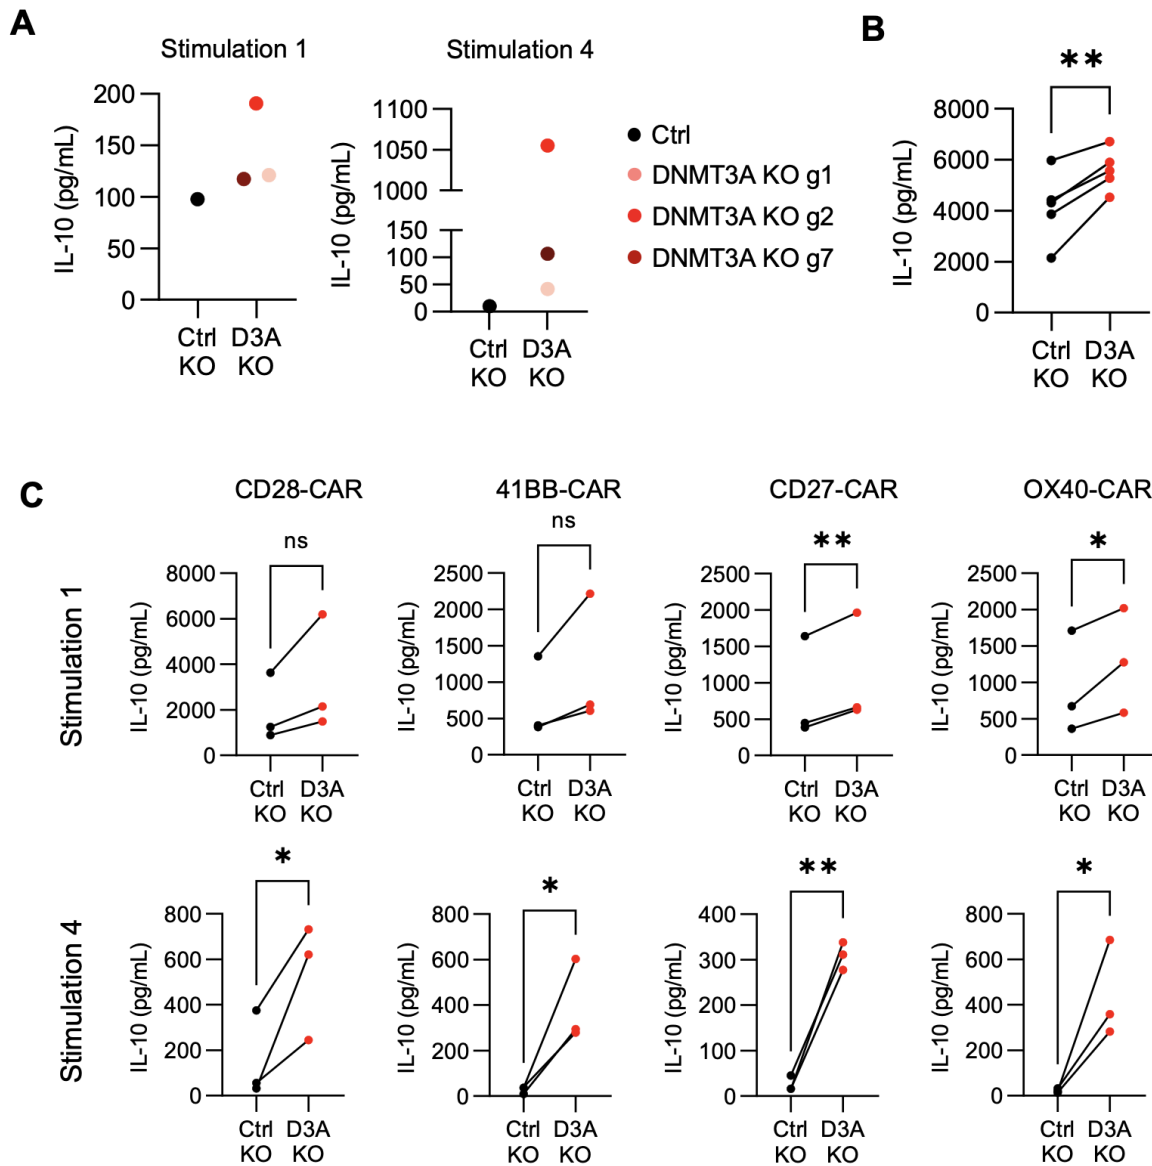 A
B
Stimulation 1
Stimulation 4
IL-10 (pg/mL)
200
150
100
50
0
Ctrl
KO
D3A
KO
IL-10 (pg/mL)
1100
1050
1000
150
100
50
0
Ctrl
KO
D3A
KO
Ctrl
DNMT3A KO g1
DNMT3A KO g2
DNMT3A KO g7
**
IL-10 (pg/mL)
8000
6000
4000
2000
0
Ctrl
KO
D3A
KO
C
CD28-CAR
41BB-CAR
CD27-CAR
OX40-CAR
Stimulation 1
ns
IL-10 (pg/mL)
8000
6000
4000
2000
0
Ctrl
KO
D3A
KO
ns
IL-10 (pg/mL)
2500
2000
1500
1000
500
0
Ctrl
KO
D3A
KO
**
IL-10 (pg/mL)
2500
2000
1500
1000
500
0
Ctrl
KO
D3A
KO
*
IL-10 (pg/mL)
2500
2000
1500
1000
500
0
Ctrl
KO
D3A
KO
Stimulation 4
*
IL-10 (pg/mL)
800
600
400
200
0
Ctrl
KO
D3A
KO
*
IL-10 (pg/mL)
800
600
400
200
0
Ctrl
KO
D3A
KO
**
IL-10 (pg/mL)
400
300
200
100
0
Ctrl
KO
D3A
KO
*
IL-10 (pg/mL)
800
600
400
200
0
Ctrl
KO
D3A
KO